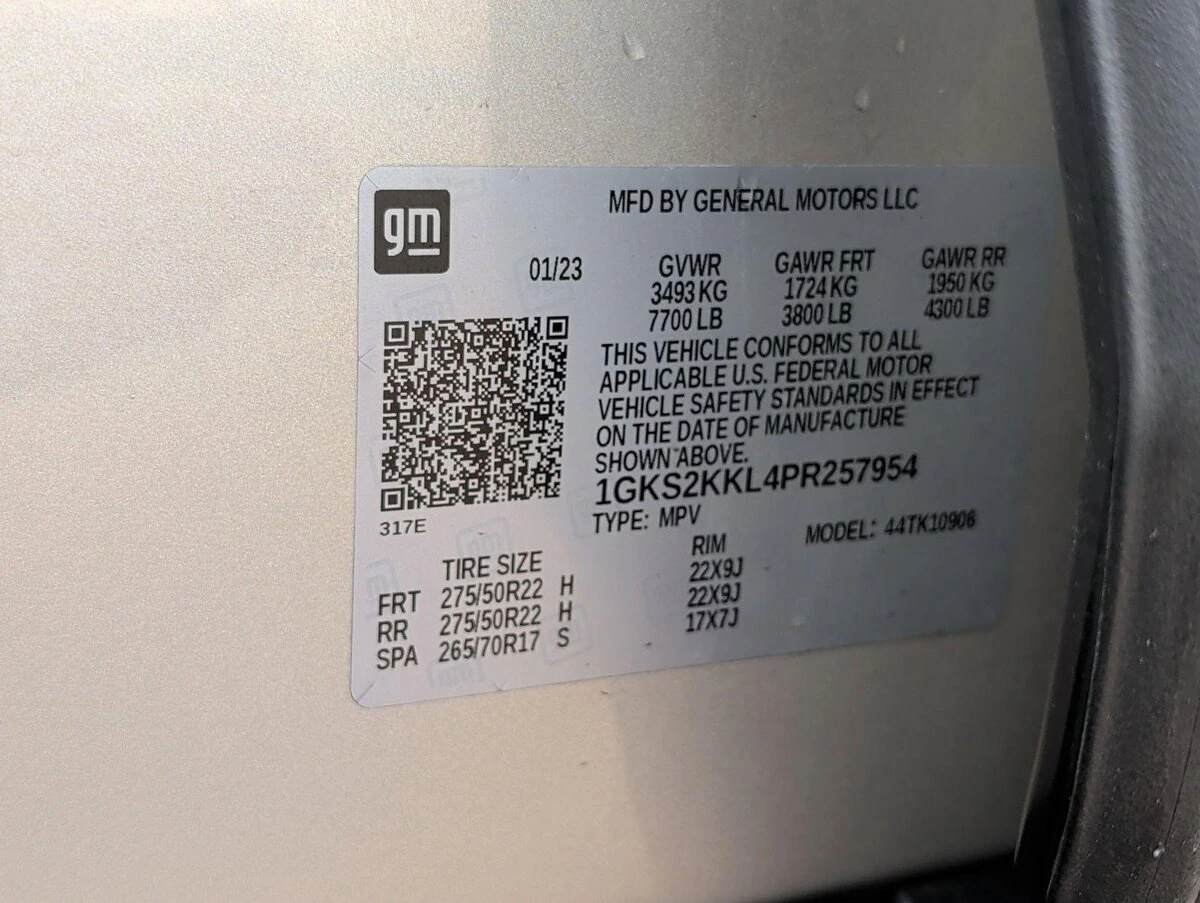 gm
MFD BY GENERAL MOTORS LLC
01/23 GVWR GAWR FRT GAWR RR
3493 KG 1724 KG 1950 KG
7700 LB 3800 LB 4300 LB
THIS VEHICLE CONFORMS TO ALL
APPLICABLE U.S. FEDERAL MOTOR
VEHICLE SAFETY STANDARDS IN EFFECT
ON THE DATE OF MANUFACTURE
SHOWN ABOVE.
1GKS2KKL4PR257954
317E
TYPE: MPV MODEL: 44TK10906
TIRE SIZE RIM
FRT 275/50R22 H 22X9J
RR 275/50R22 H 22X9J
SPA 265/70R17 S 17X7J